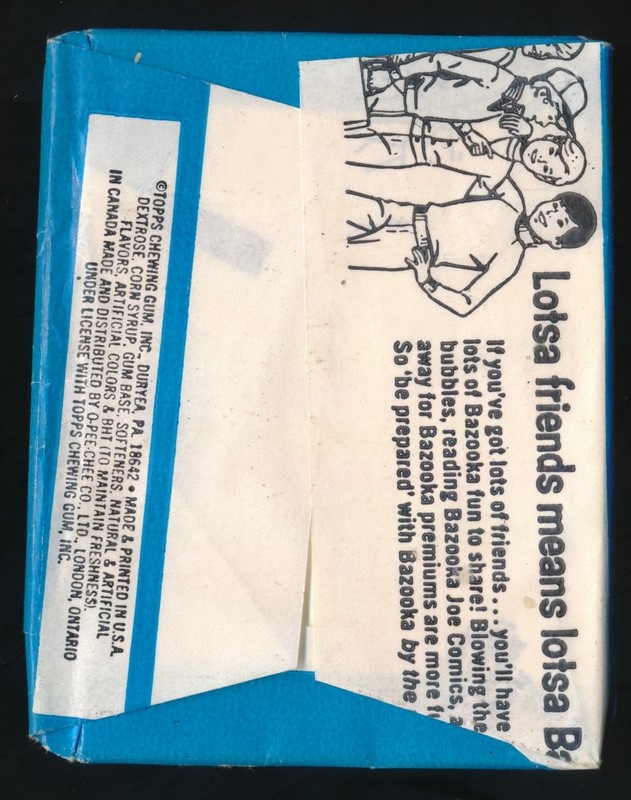 Lotsa friends means lotsa B
If you've got lots of friends... you'll have
lots of Bazooka fun to share! Blowing the
bubbles, reading Bazooka Joe Comics, a
away for Bazooka premiums are more f
So 'be prepared' with Bazooka by the
©TOPPS CHEWING GUM, INC., DURYEA, PA. 18642 • MADE & PRINTED IN U.S.A.
DEXTROSE, CORN SYRUP, GUM BASE, SOFTENERS, NATURAL & ARTIFICIAL
FLAVORS, ARTIFICIAL COLORS & BHT (TO MAINTAIN FRESHNESS).
IN CANADA MADE AND DISTRIBUTED BY O-PEE-CHEE CO., LTD., LONDON, ONTARIO
UNDER LICENSE WITH TOPPS CHEWING GUM, INC.